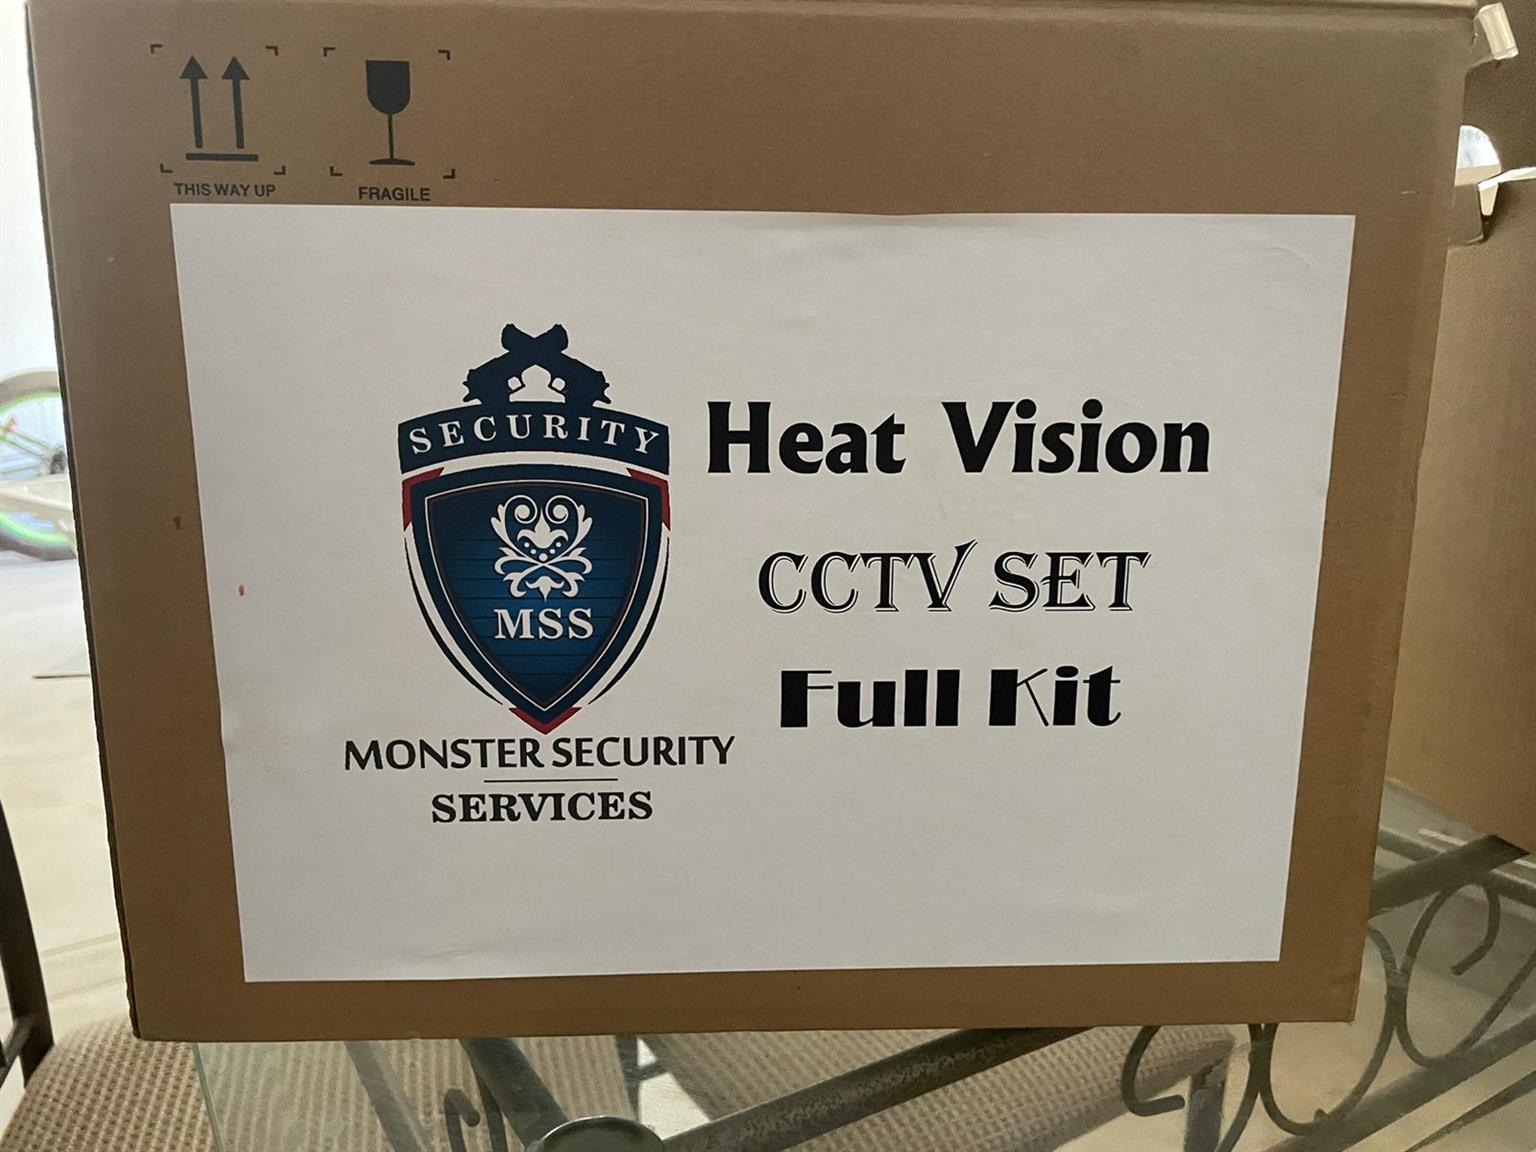 THIS WAY UP
FRAGILE
SECURITY
MSS
MONSTER SECURITY
SERVICES
Heat Vision
CCTV SET
Full Kit